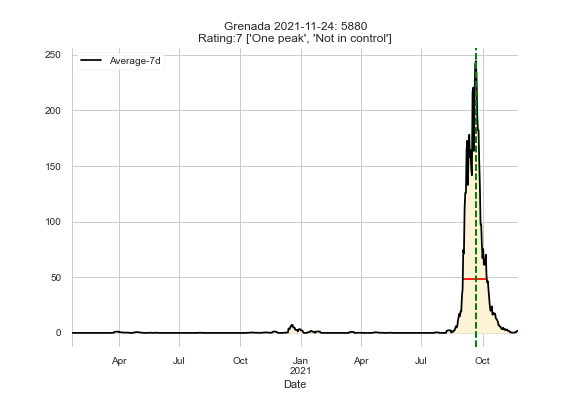 Grenada 2021-11-24: 5880
Rating:7 ['One peak', 'Not in control']
Average-7d
250
200
150
100
50
0
Apr Jul Oct Jan Apr Jul Oct
2021
Date